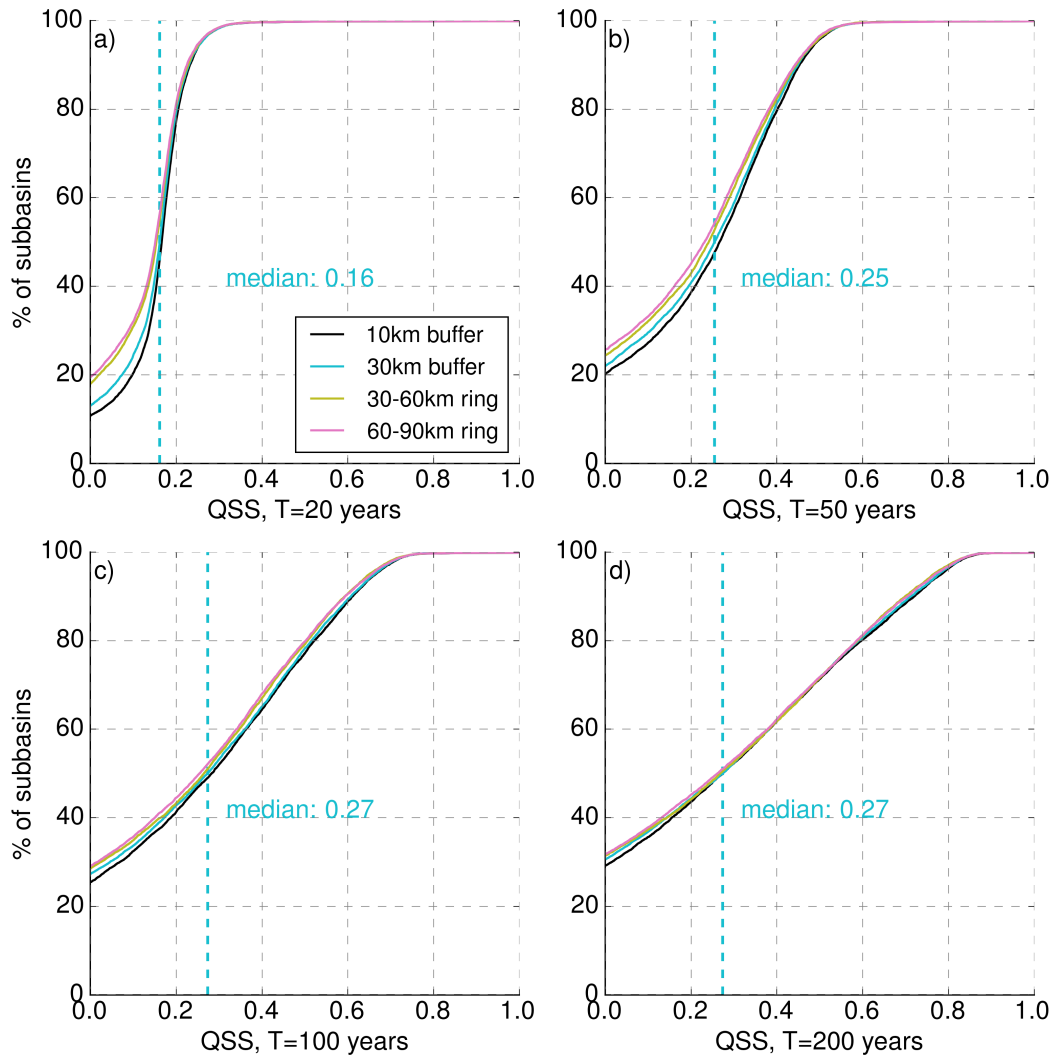 % of subbasins
100
80
60
40
20
0
a)
median: 0.16
10km buffer
30km buffer
30-60km ring
60-90km ring
0.0 0.2 0.4 0.6 0.8 1.0
QSS, T=20 years
100
80
60
40
20
0
b)
median: 0.25
0.0 0.2 0.4 0.6 0.8 1.0
QSS, T=50 years
% of subbasins
100
80
60
40
20
0
c)
median: 0.27
0.0 0.2 0.4 0.6 0.8 1.0
QSS, T=100 years
100
80
60
40
20
0
d)
median: 0.27
0.0 0.2 0.4 0.6 0.8 1.0
QSS, T=200 years